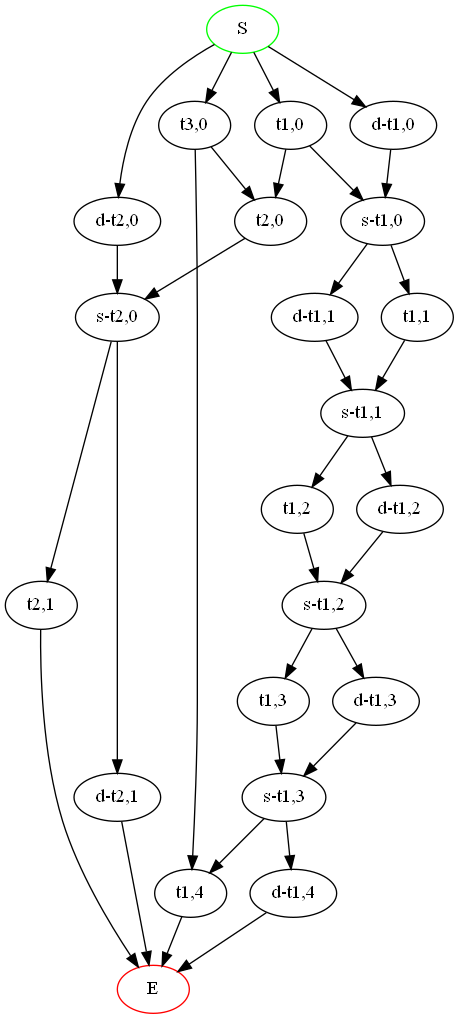 S
t3,0
t1,0
d-t1,0
d-t2,0
t2,0
s-t1,0
s-t2,0
d-t1,1
t1,1
s-t1,1
t1,2
d-t1,2
t2,1
s-t1,2
t1,3
d-t1,3
d-t2,1
s-t1,3
t1,4
d-t1,4
E